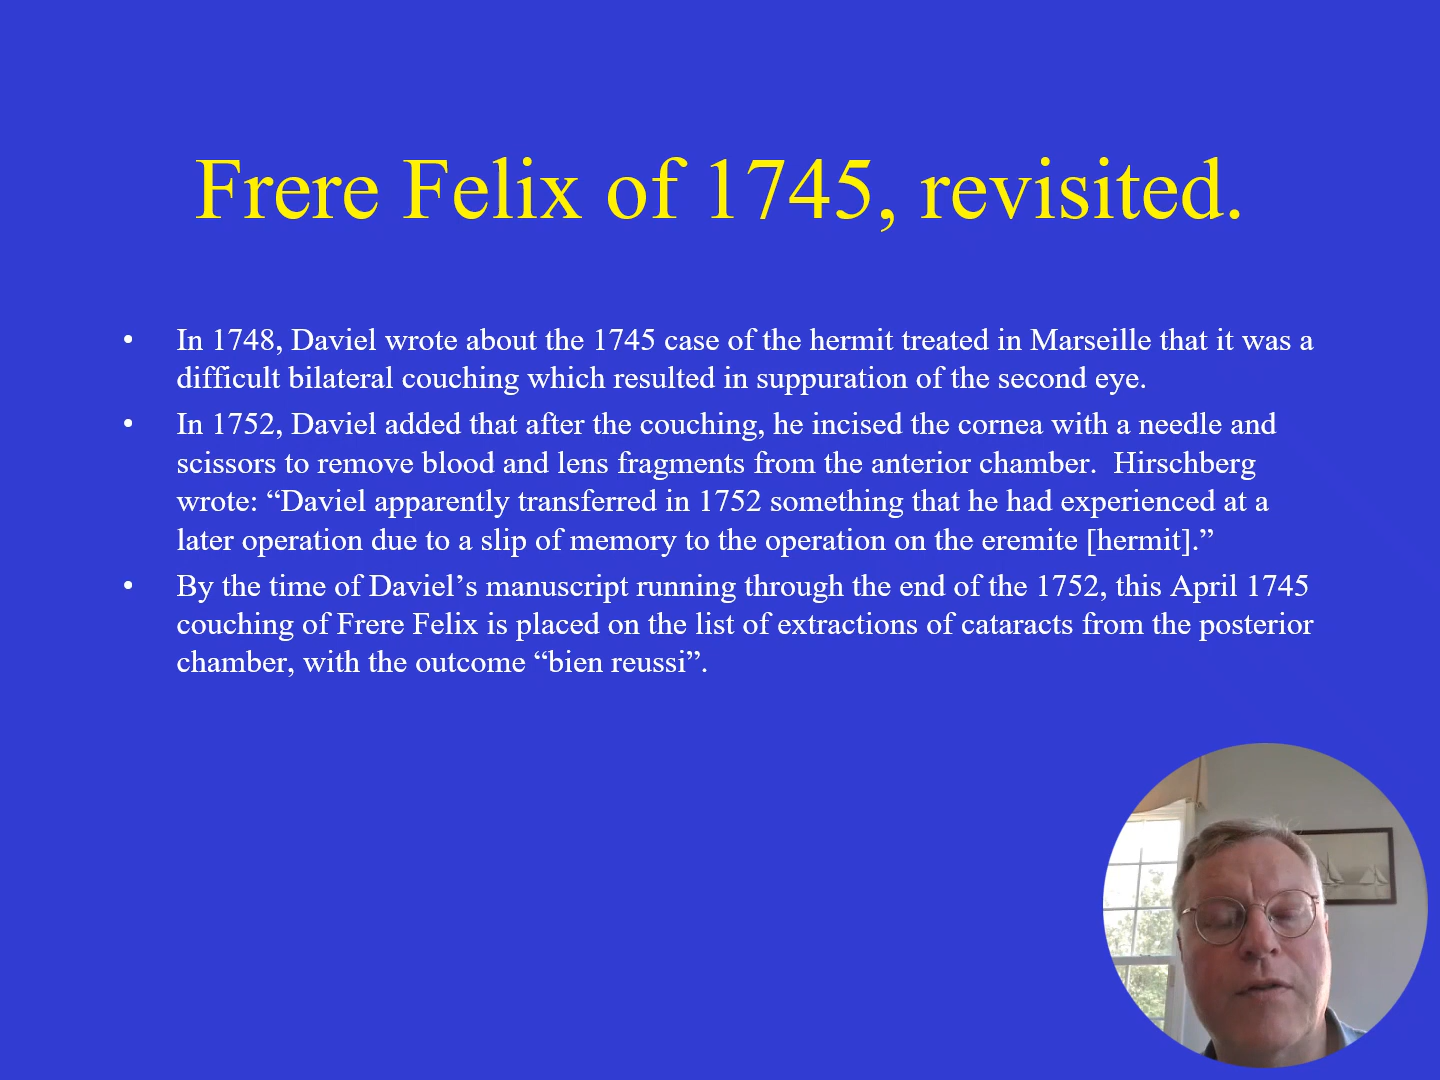 Frere Felix of 1745, revisited.
• In 1748, Daviel wrote about the 1745 case of the hermit treated in Marseille that it was a
difficult bilateral couching which resulted in suppuration of the second eye.
• In 1752, Daviel added that after the couching, he incised the cornea with a needle and
scissors to remove blood and lens fragments from the anterior chamber.  Hirschberg
wrote: “Daviel apparently transferred in 1752 something that he had experienced at a
later operation due to a slip of memory to the operation on the eremite [hermit].”
• By the time of Daviel’s manuscript running through the end of the 1752, this April 1745
couching of Frere Felix is placed on the list of extractions of cataracts from the posterior
chamber, with the outcome “bien reussi”.